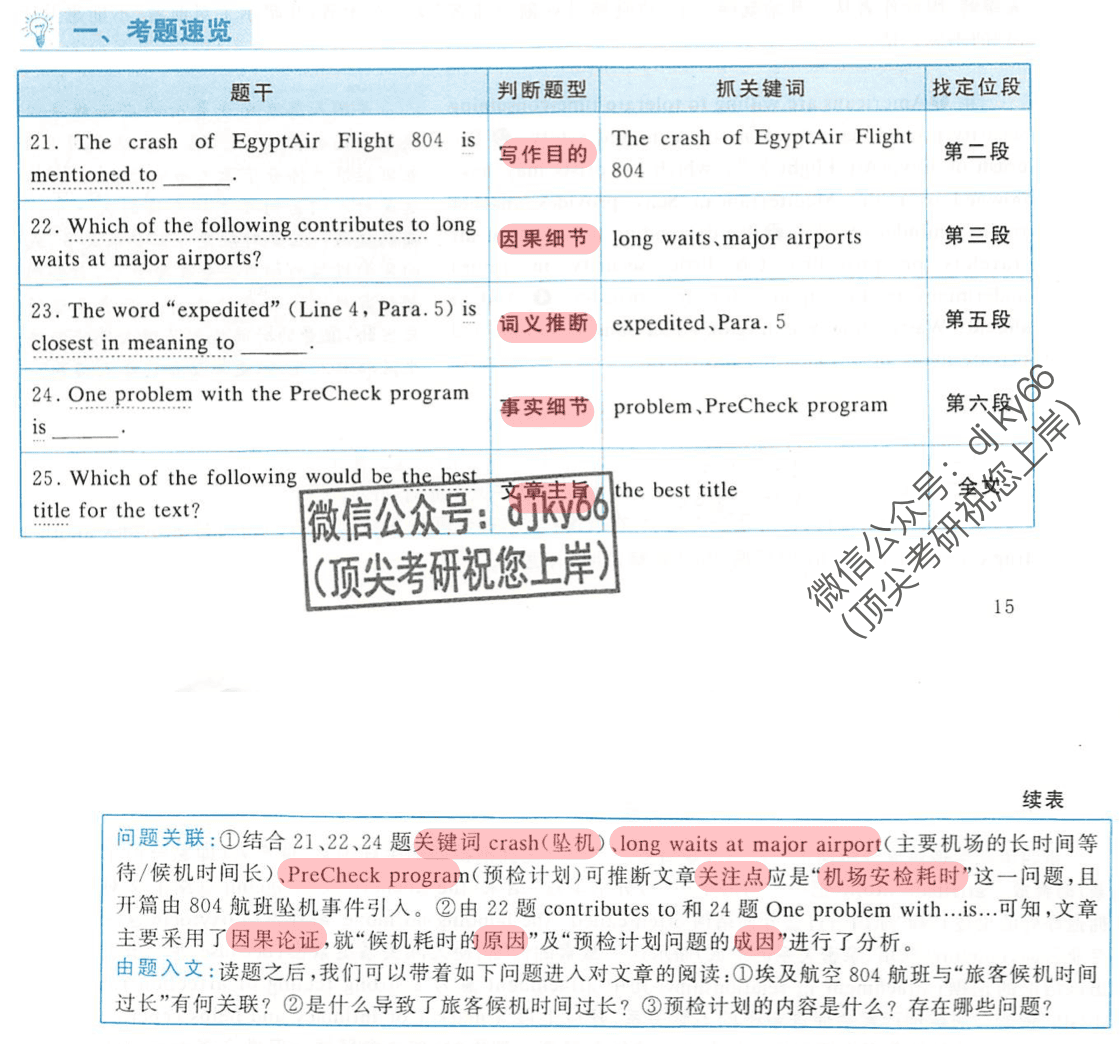 一、考题速览
题干 判断题型 抓关键词 找定位段
21. The crash of EgyptAir Flight 804 is
mentioned to ______.
写作目的
The crash of EgyptAir Flight
804
第二段
22. Which of the following contributes to long
waits at major airports?
因果细节
long waits、major airports
第三段
23. The word “expedited” (Line 4, Para. 5) is
closest in meaning to ______.
词义推断
expedited、Para. 5
第五段
24. One problem with the PreCheck program
is ______.
事实细节
problem、PreCheck program
第六段
25. Which of the following would be the best
title for the text?
文章主旨
the best title
全文
微信公众号：djky66
（顶尖考研祝您上岸）
微信公众号：djky66
（顶尖考研祝您上岸）
15
续表
问题关联:①结合 21、22、24 题关键词 crash(坠机)、long waits at major airport(主要机场的长时间等
待/候机时间长)、PreCheck program(预检计划)可推断文章关注点应是“机场安检耗时”这一问题,且
开篇由 804 航班坠机事件引入。②由 22 题 contributes to 和 24 题 One problem with…is…可知,文章
主要采用了因果论证,就“候机耗时的原因”及“预检计划问题的成因”进行了分析。
由题入文:读题之后,我们可以带着如下问题进入对文章的阅读:①埃及航空 804 航班与“旅客候机时间
过长”有何关联？②是什么导致了旅客候机时间过长？③预检计划的内容是什么？存在哪些问题？